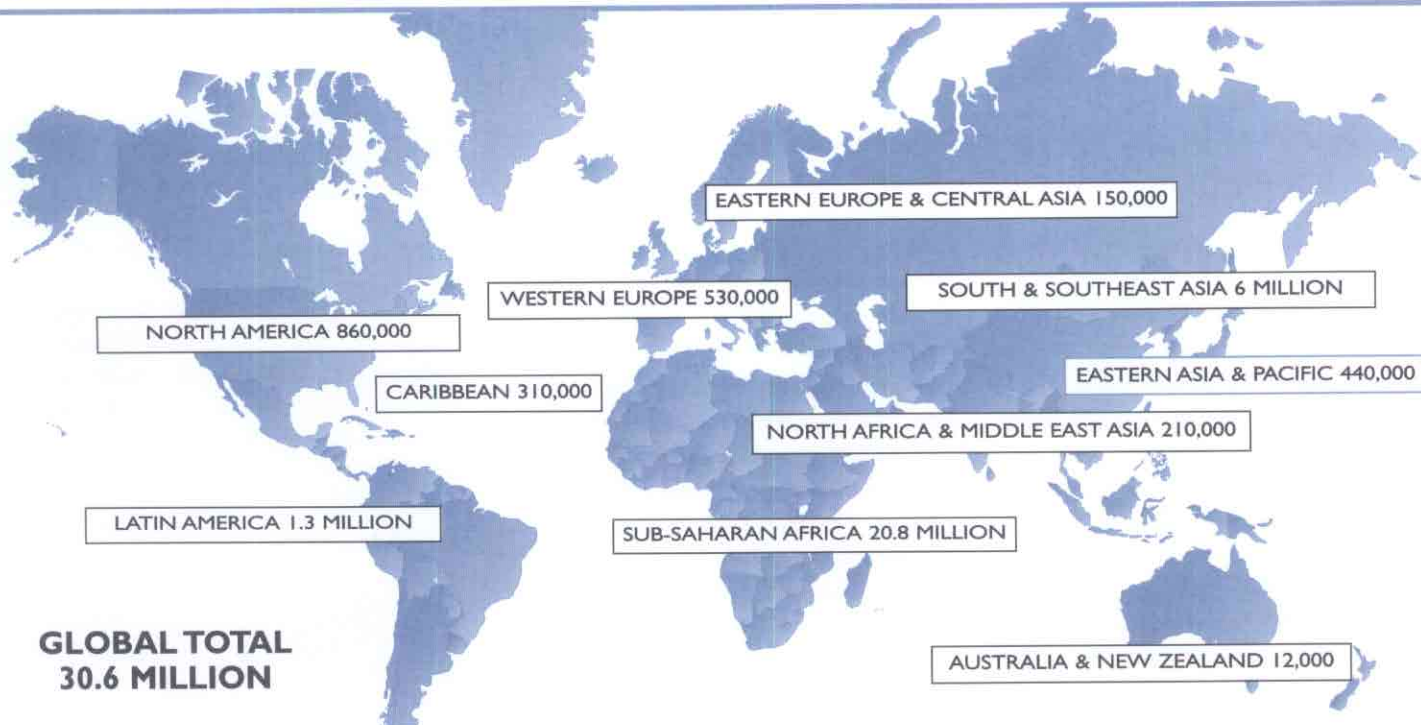 EASTERN EUROPE & CENTRAL ASIA 150,000
WESTERN EUROPE 530,000
SOUTH & SOUTHEAST ASIA 6 MILLION
NORTH AMERICA 860,000
EASTERN ASIA & PACIFIC 440,000
CARIBBEAN 310,000
NORTH AFRICA & MIDDLE EAST ASIA 210,000
LATIN AMERICA 1.3 MILLION
SUB-SAHARAN AFRICA 20.8 MILLION
GLOBAL TOTAL
30.6 MILLION
AUSTRALIA & NEW ZEALAND 12,000